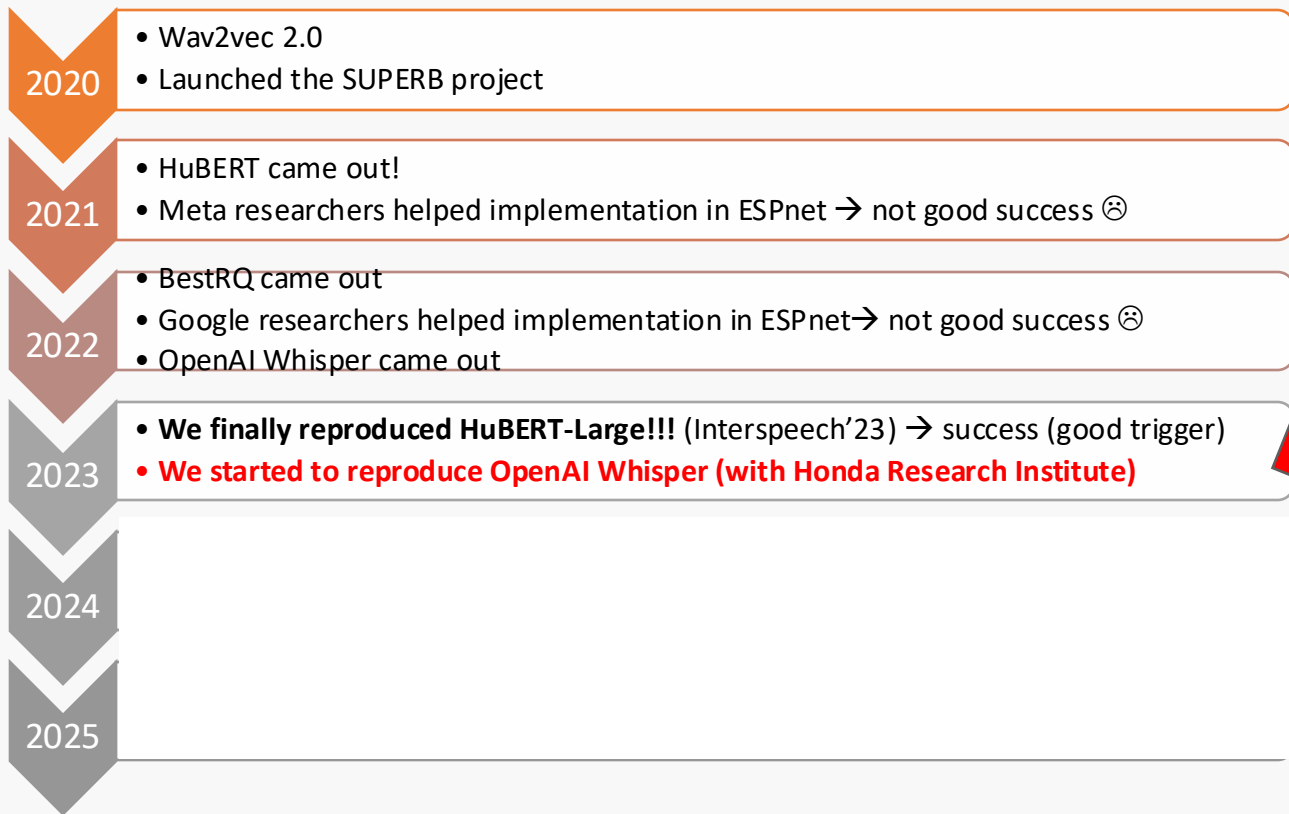 2020
• Wav2vec 2.0
• Launched the SUPERB project
2021
• HuBERT came out!
• Meta researchers helped implementation in ESPnet → not good success ☹
2022
• BestRQ came out
• Google researchers helped implementation in ESPnet→ not good success ☹
• OpenAI Whisper came out
2023
• We finally reproduced HuBERT-Large!!! (Interspeech’23) → success (good trigger)
• We started to reproduce OpenAI Whisper (with Honda Research Institute)
2024
2025